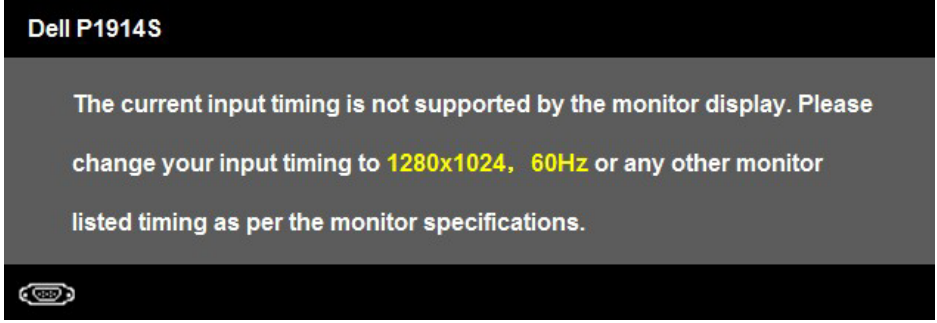 Dell P1914S
The current input timing is not supported by the monitor display. Please
change your input timing to 1280x1024, 60Hz or any other monitor
listed timing as per the monitor specifications.